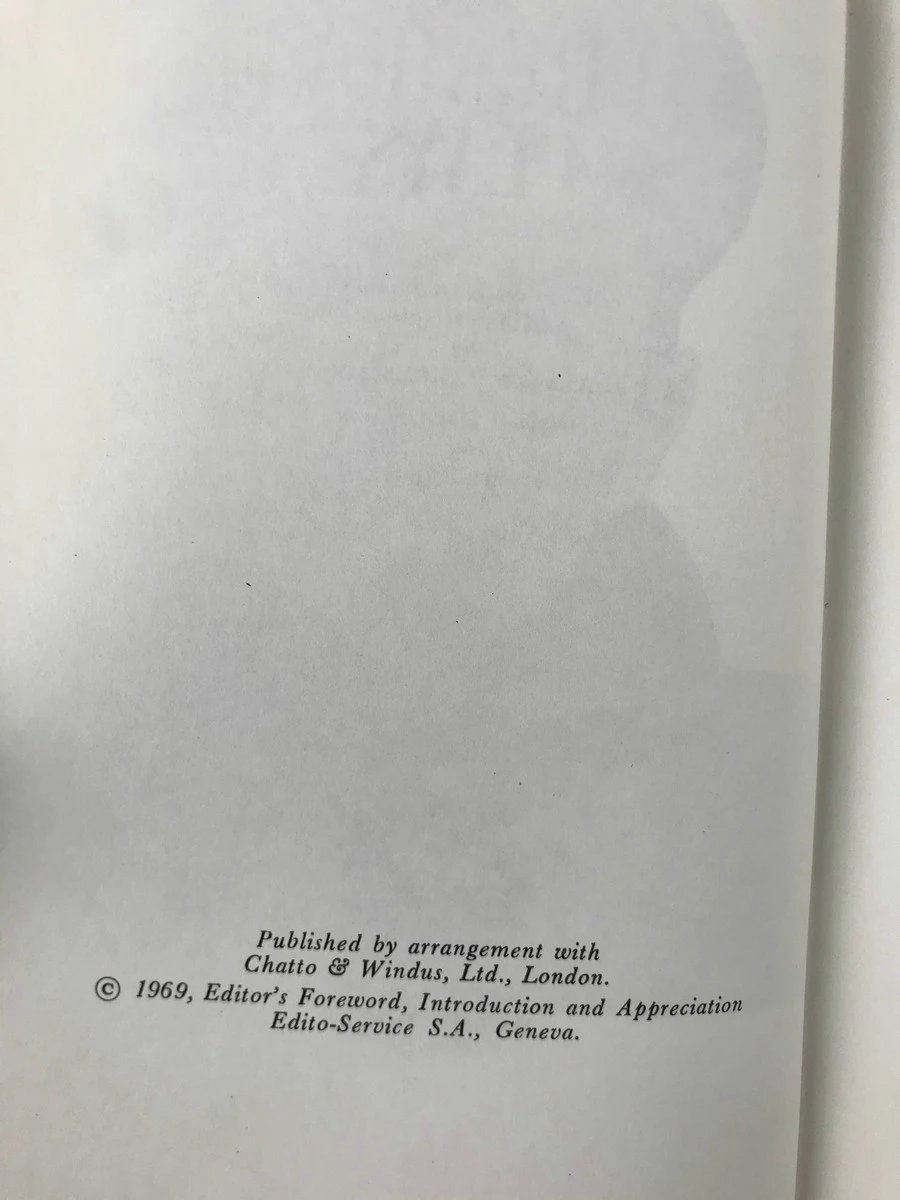 Published by arrangement with
Chatto & Windus, Ltd., London.
© 1969, Editor's Foreword, Introduction and Appreciation
Edito-Service S.A., Geneva.